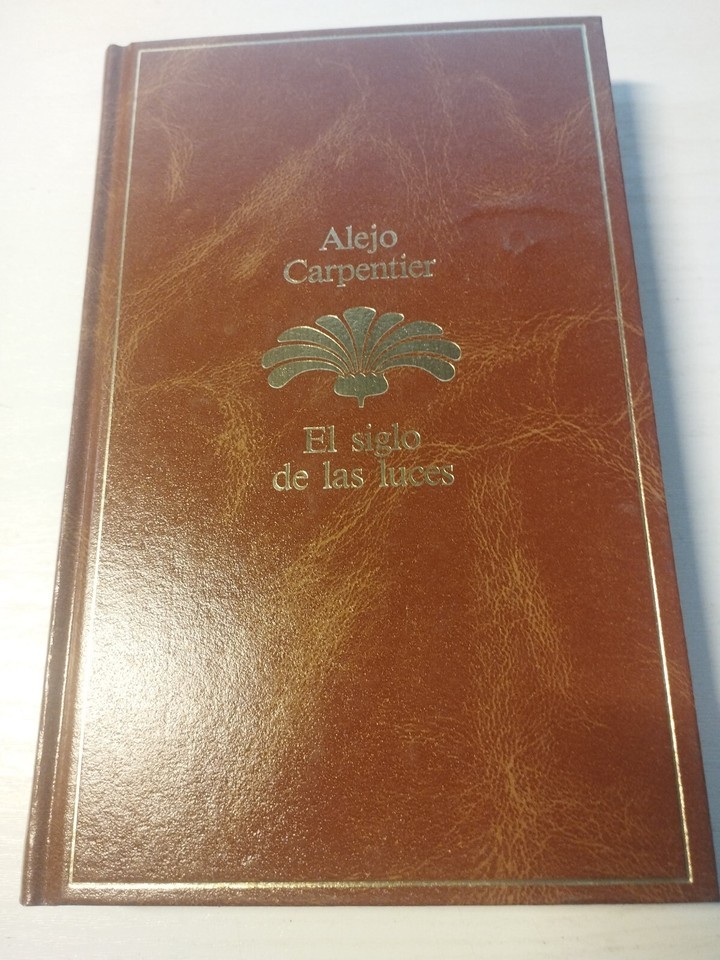 Alejo
Carpentier
El siglo
de las luces